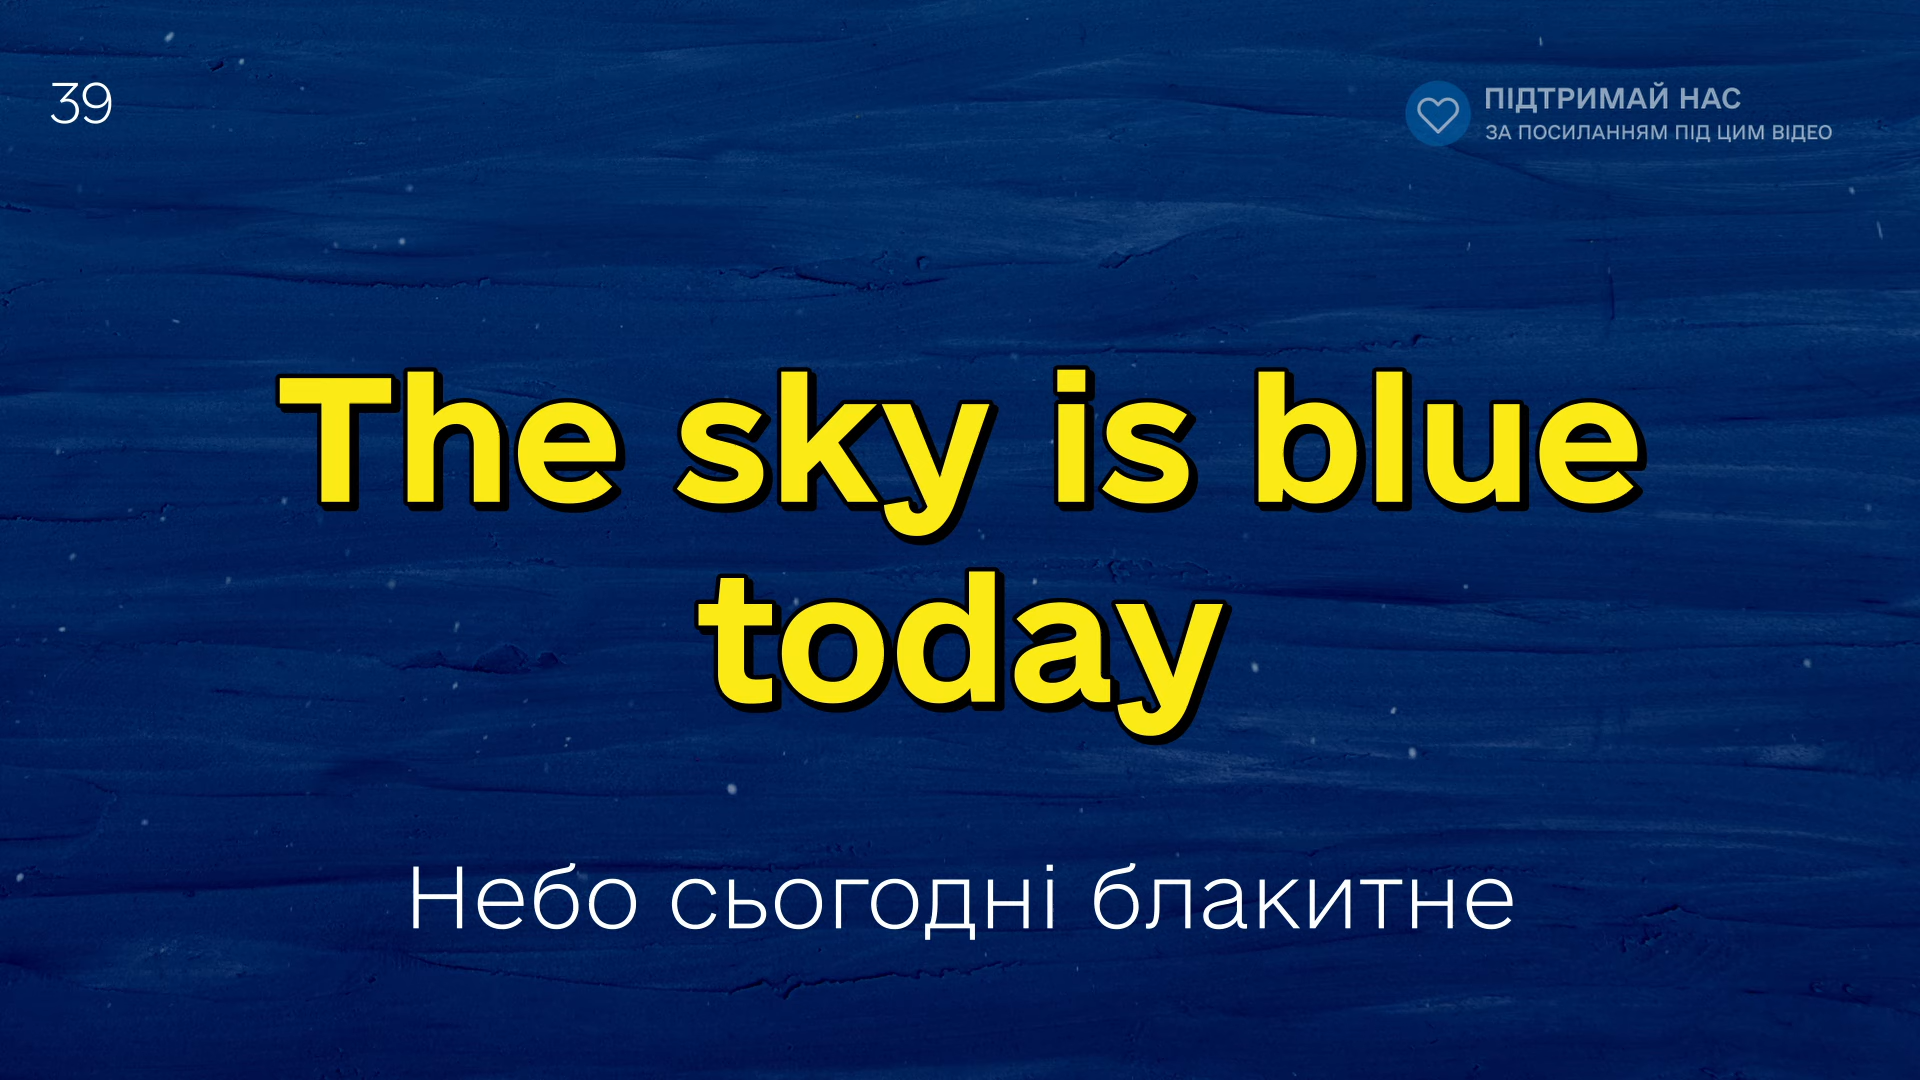 39
ПІДТРИМАЙ НАС
ЗА ПОСИЛАННЯМ ПІД ЦИМ ВІДЕО
The sky is blue
today
Небо сьогодні блакитне